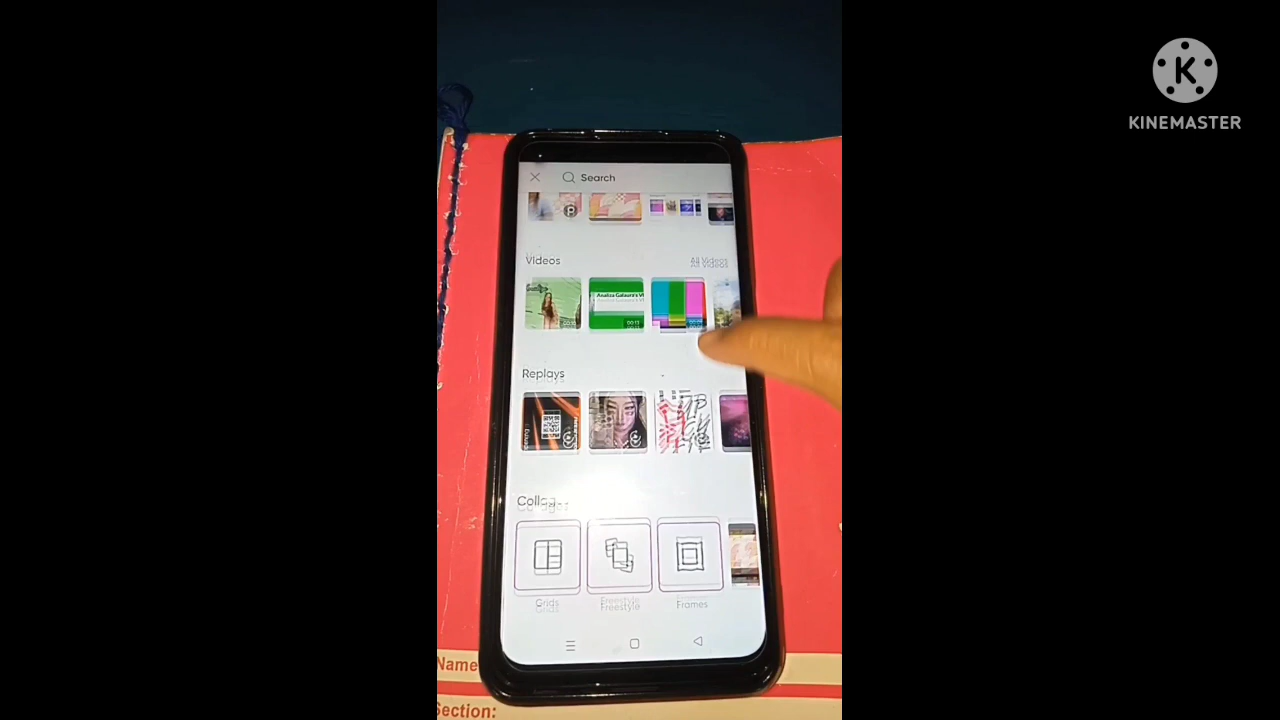 KINEMASTER
Search
Videos
All Videos
Replays
Collages
Grids
Freestyle
Frames
Name
Section: